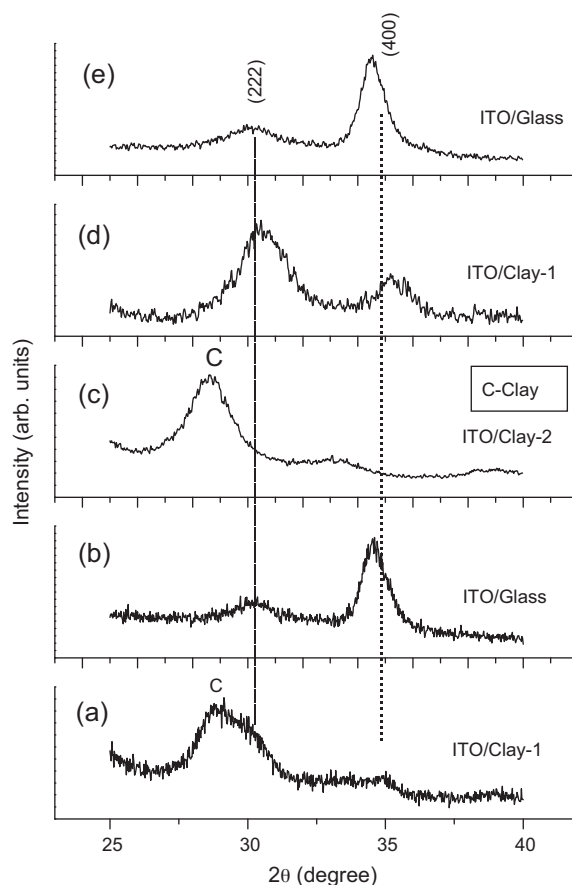 (400)
(e)
(222)
ITO/Glass
(d)
ITO/Clay-1
C
(c)
C-Clay
ITO/Clay-2
(b)
ITO/Glass
C
(a)
ITO/Clay-1
Intensity (arb. units)
25 30 35 40
2θ (degree)